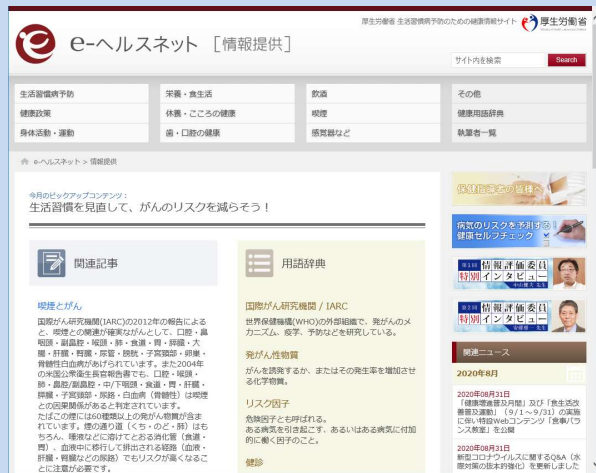 厚生労働省 生活習慣病予防のための健康情報サイト
厚生労働省
e-ヘルスネット [情報提供]
サイト内を検索
Search
生活習慣病予防
栄養・食生活
飲酒
その他
健康政策
休養・こころの健康
喫煙
健康用語辞典
身体活動・運動
歯・口腔の健康
感覚器など
執筆者一覧
e-ヘルスネット > 情報提供
今月のピックアップコンテンツ:
生活習慣を見直して、がんのリスクを減らそう!
関連記事
喫煙とがん
国際がん研究機関(IARC)の2012年の報告による
と、喫煙との関連が確実ながんとして、口腔・鼻
咽頭・副鼻腔・喉頭・肺・食道・胃・膵臓・大
腸・肝臓・腎臓・尿管・膀胱・子宮頸部・卵巣・
骨髄性白血病があげられています。また2004年
の米国公衆衛生長官報告書でも、口腔・喉頭・
肺・鼻腔/副鼻腔・中/下咽頭・食道・胃・肝臓・
膵臓・子宮頸部・尿路・白血病(骨髄性)は喫煙
との因果関係があると判定されています。
たばこの煙には60種類以上の発がん物質が含ま
れています。煙の通り道(くち・のど・肺)はも
ちろん、唾液などに溶けてとおる消化管(食道・
胃)、血液中に移行して排出される経路(血液・
肝臓・腎臓などの尿路)でもリスクが高くなるこ
とに注意が必要です。
用語辞典
国際がん研究機関 / IARC
世界保健機構(WHO)の外部組織で、発がんのメ
カニズム、疫学、予防などを研究している。
発がん性物質
がんを誘発するか、またはその発生率を増加させ
る化学物質。
リスク因子
危険因子とも呼ばれる。
ある病気を引き起こす、あるいはある病気に付加
的に働く因子のこと。
健診
保健指導者の皆様へ
病気のリスクを予測する!
健康セルフチェック
情報評価委員
特別インタビュー
情報評価委員
特別インタビュー
関連ニュース
2020年8月
2020年08月31日
「健康増進普及月間」及び「食生活改
善普及運動」(9/1~9/31)の実施
に伴い特設Webコンテンツ「食事バラ
ンス教室」を公開
2020年08月31日
新型コロナウイルスに関するQ&A(水
際対策の抜本的強化)を更新しました